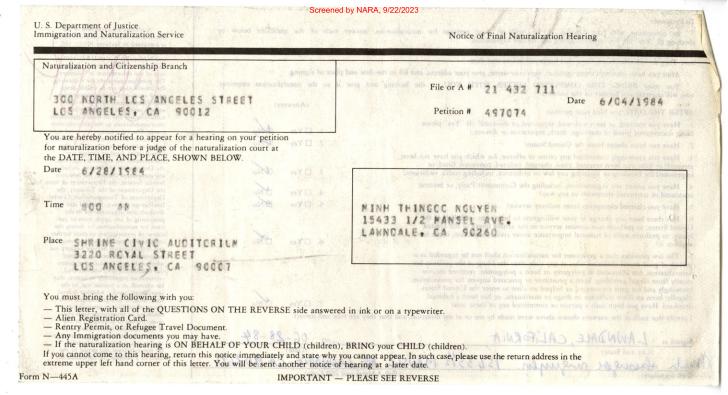 Screened by NARA, 9/22/2023
U. S. Department of Justice
Immigration and Naturalization Service
Notice of Final Naturalization Hearing
Naturalization and Citizenship Branch
300 NORTH LOS ANGELES STREET
LOS ANGELES, CA 90012
File or A # 21 432 711
Date 6/04/1984
Petition # 497074
You are hereby notified to appear for a hearing on your petition
for naturalization before a judge of the naturalization court at
the DATE, TIME, AND PLACE, SHOWN BELOW.
Date 6/28/1984
Time 800 AM
Place SHRINE CIVIC AUDITORIUM
3220 ROYAL STREET
LOS ANGELES, CA 90007
MINH THINGCC NGUYEN
15433 1/2 MANSEL AVE.
LAWNDALE, CA 90260
You must bring the following with you:
— This letter, with all of the QUESTIONS ON THE REVERSE side answered in ink or on a typewriter.
— Alien Registration Card.
— Rentry Permit, or Refugee Travel Document.
— Any Immigration documents you may have.
— If the naturalization hearing is ON BEHALF OF YOUR CHILD (children), BRING your CHILD (children).
If you cannot come to this hearing, return this notice immediately and state why you cannot appear. In such case, please use the return address in the
extreme upper left hand corner of this letter. You will be sent another notice of hearing at a later date.
Form N—445A
IMPORTANT — PLEASE SEE REVERSE